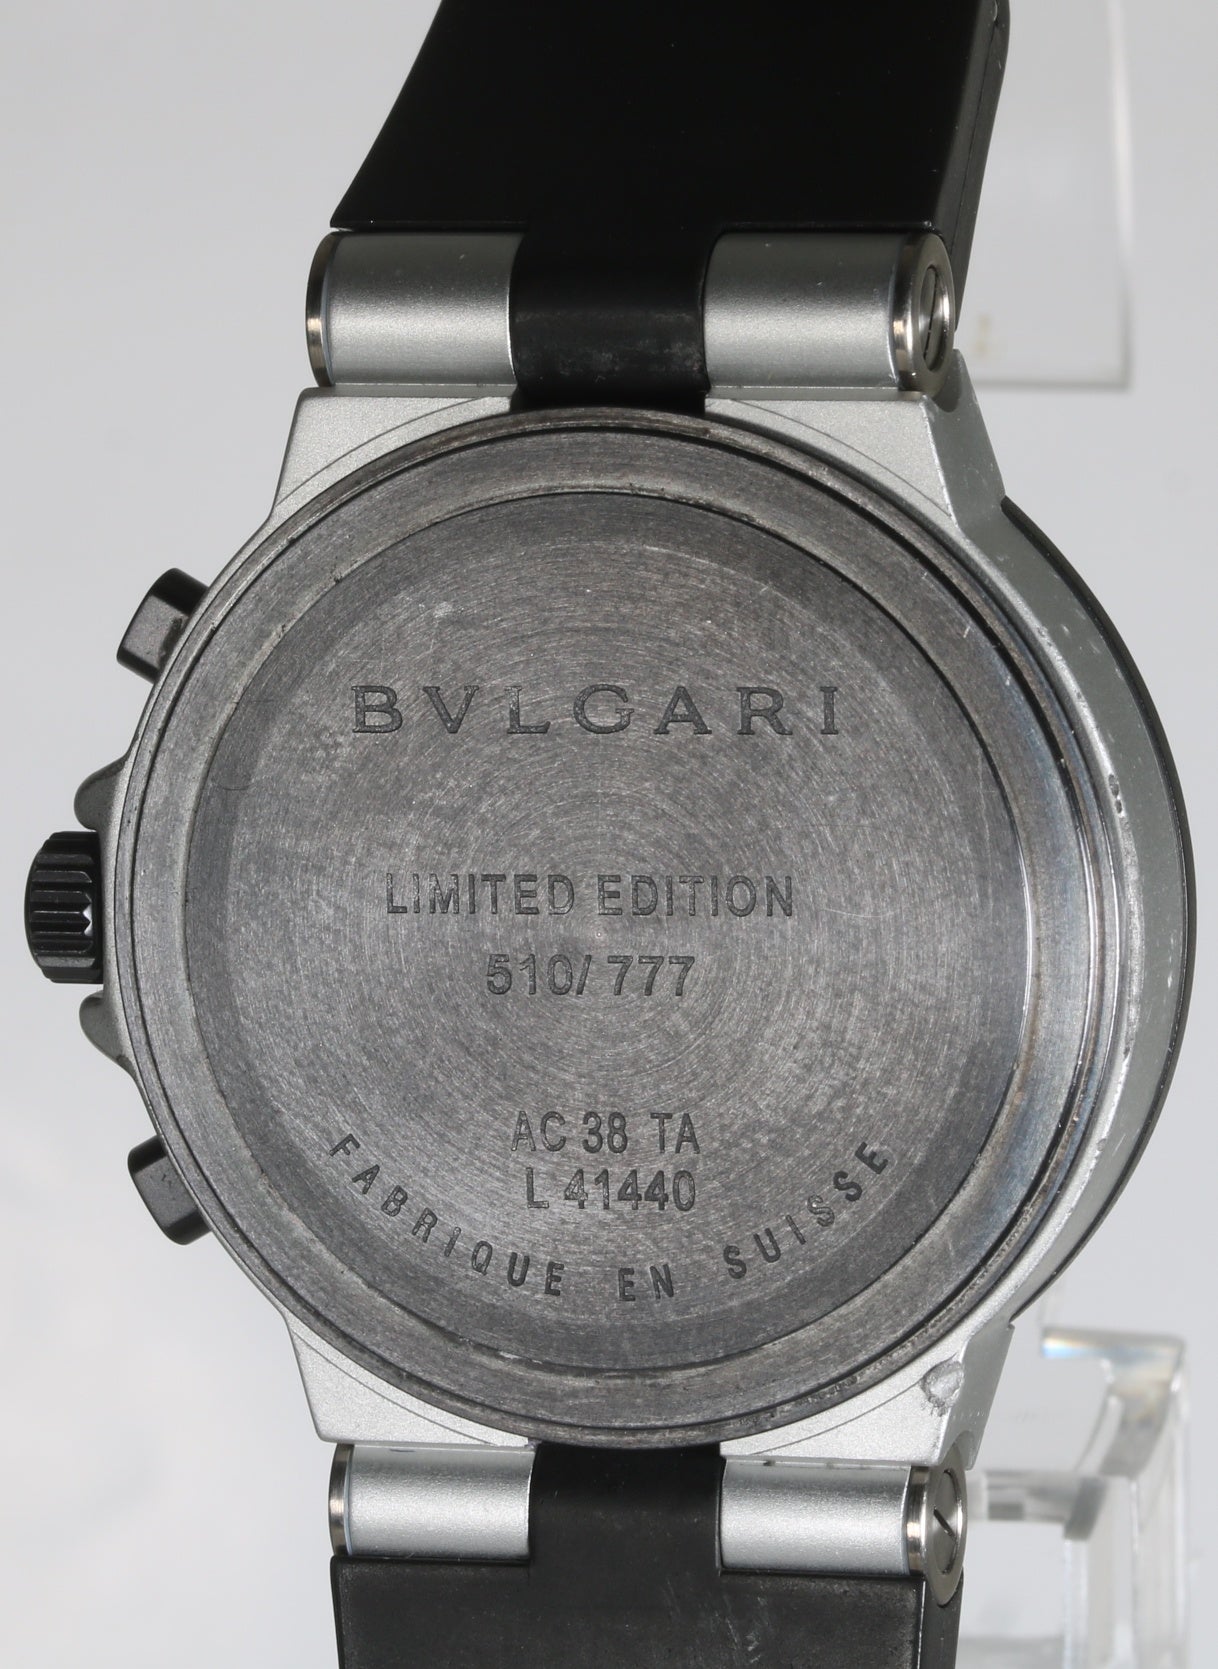 BVLGARI
LIMITED EDITION
510/777
AC 38 TA
L 41440
FABRIQUE EN SUISSE